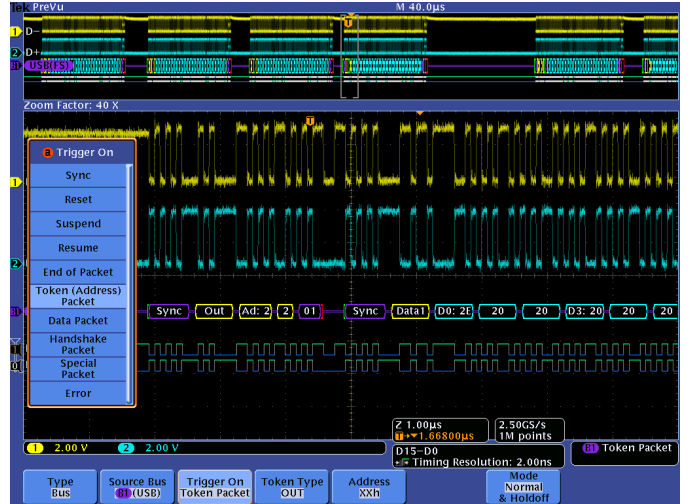 Tek PreVu M 40.0μs
1 D-
2 D+
B1 USB(FS)
T
Zoom Factor: 40 X
T
a Trigger On
Sync
Reset
Suspend
Resume
End of Packet
Token (Address)
Packet
Data Packet
Handshake
Packet
Special
Packet
Error
1
2
B1 Sync Out Ad: 2 2 01 Sync Data1 D0: 2E 20 20 D3: 20 20 20
Z 1.00μs
T→▼1.66800μs
2.50GS/s
1M points
1 2.00 V 2 2.00 V
D15-D0
Timing Resolution: 2.00ns
B1 Token Packet
Type
Bus
Source Bus
B1 (USB)
Trigger On
Token Packet
Token Type
OUT
Address
XXh
Mode
Normal
& Holdoff